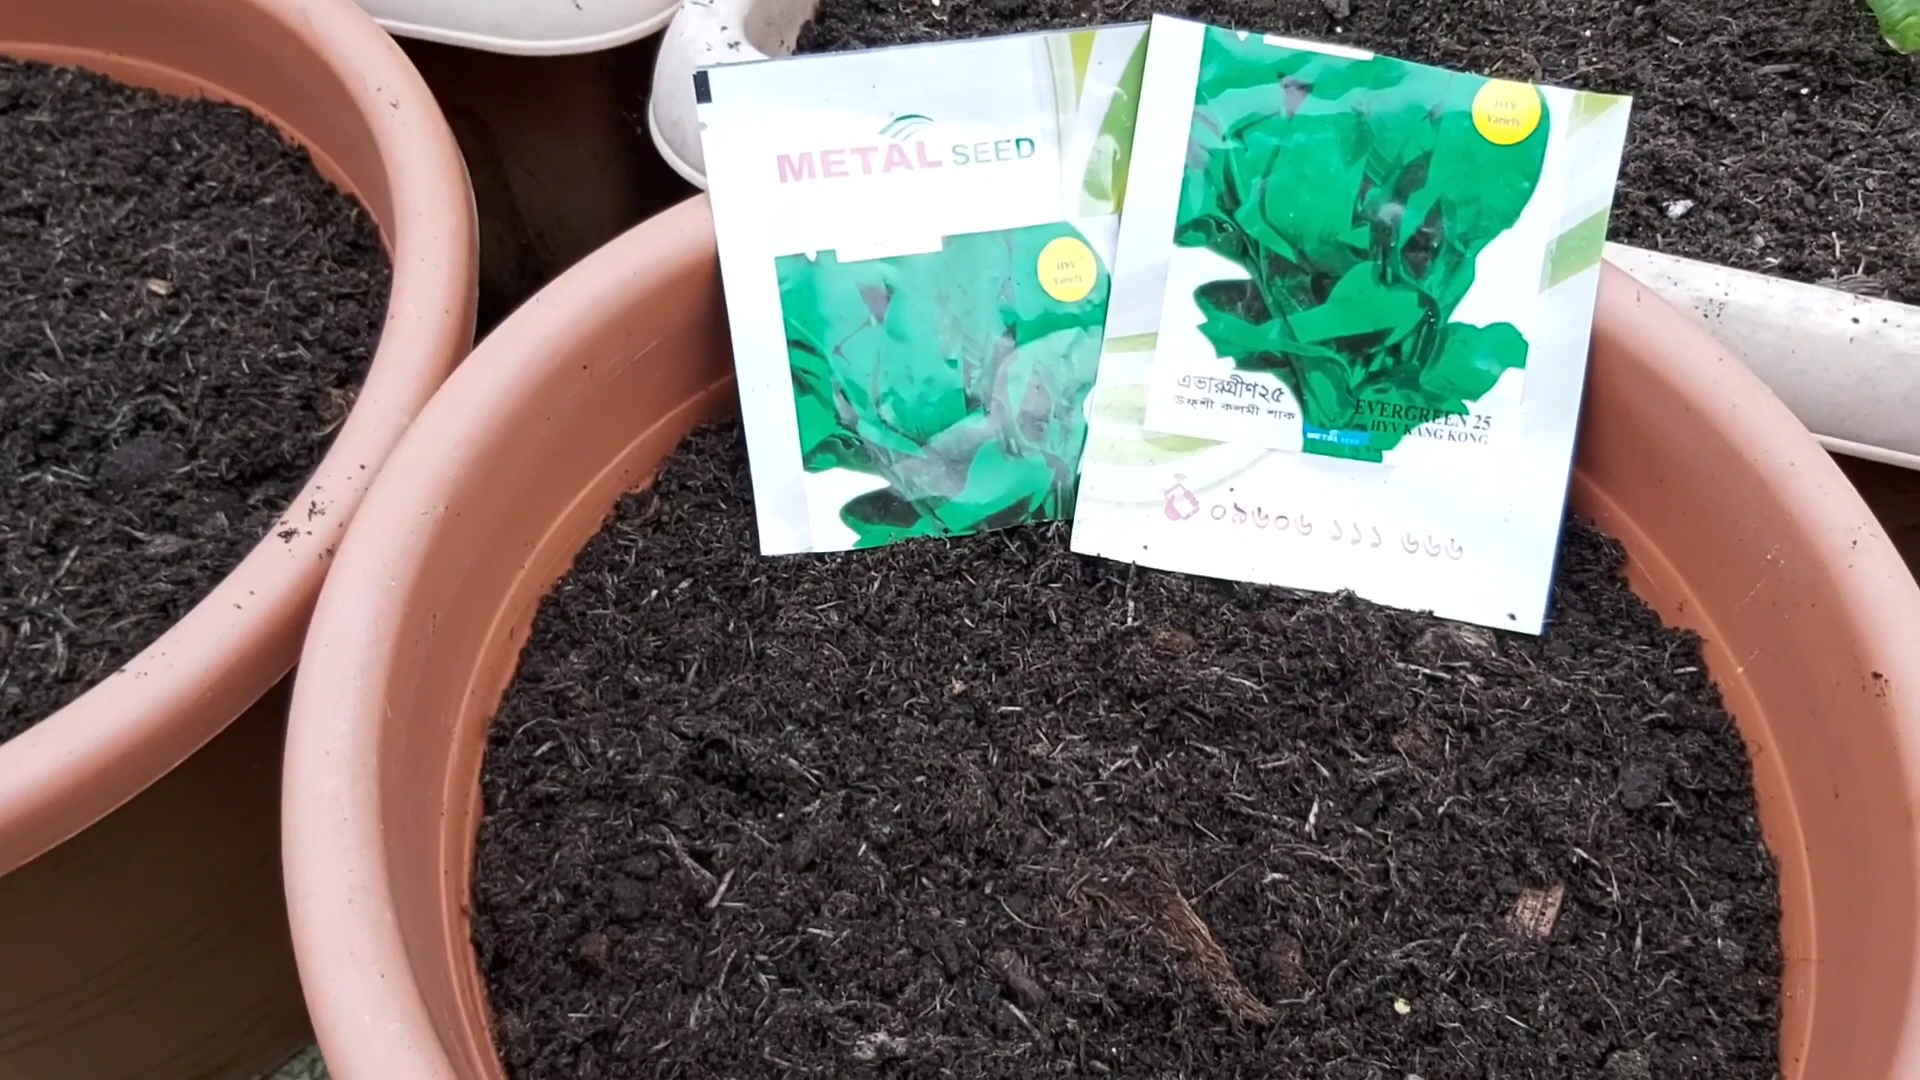 METAL SEED
HYV
Variety
HYV
Variety
এভারগ্রীণ২৫
উফশী কলমী শাক
EVERGREEN 25
HYV KANG KONG
METAL SEED
০৯৬০৬ ১১১ ৬৬৬